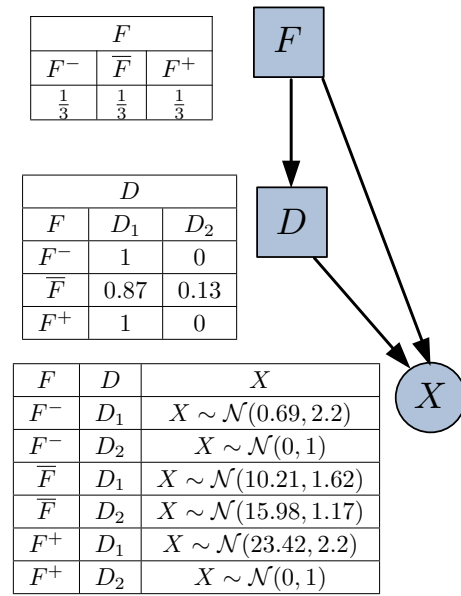 F
F⁻ F̅ F⁺
1/3 1/3 1/3
F
D
F D₁ D₂
F⁻ 1 0
F̅ 0.87 0.13
F⁺ 1 0
D
F D X
F⁻ D₁ X ∼ 𝒩(0.69, 2.2)
F⁻ D₂ X ∼ 𝒩(0, 1)
F̅ D₁ X ∼ 𝒩(10.21, 1.62)
F̅ D₂ X ∼ 𝒩(15.98, 1.17)
F⁺ D₁ X ∼ 𝒩(23.42, 2.2)
F⁺ D₂ X ∼ 𝒩(0, 1)
X